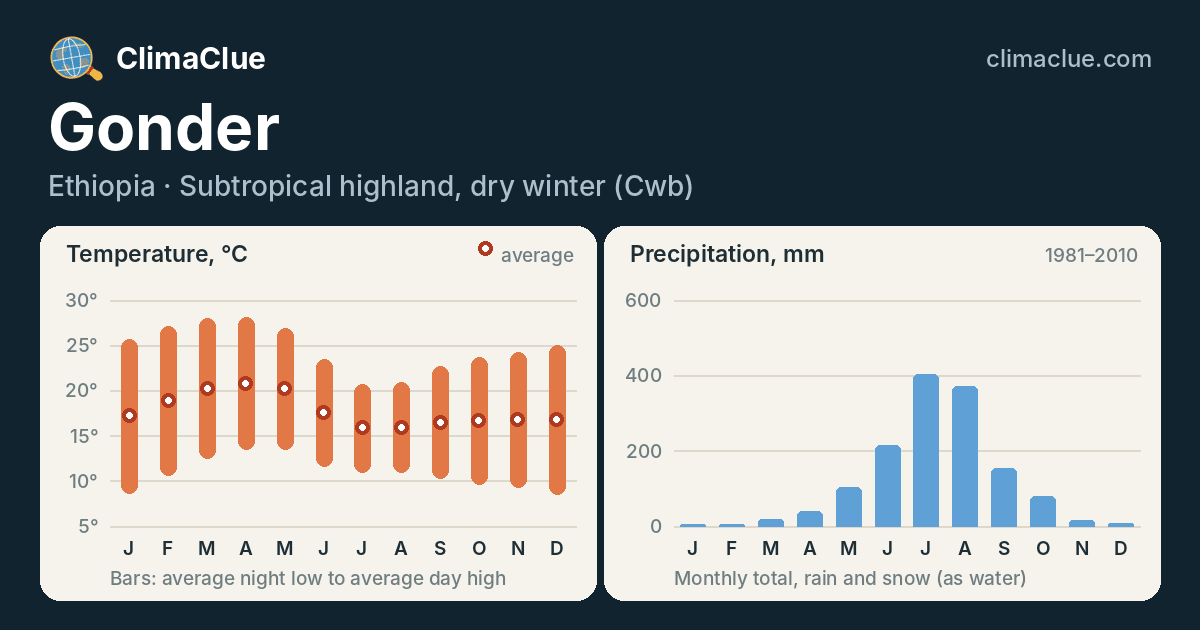 ClimaClue
climaclue.com
Gonder
Ethiopia · Subtropical highland, dry winter (Cwb)
Temperature, °C
average
30°
25°
20°
15°
10°
5°
J F M A M J J A S O N D
Bars: average night low to average day high
Precipitation, mm
1981–2010
600
400
200
0
J F M A M J J A S O N D
Monthly total, rain and snow (as water)